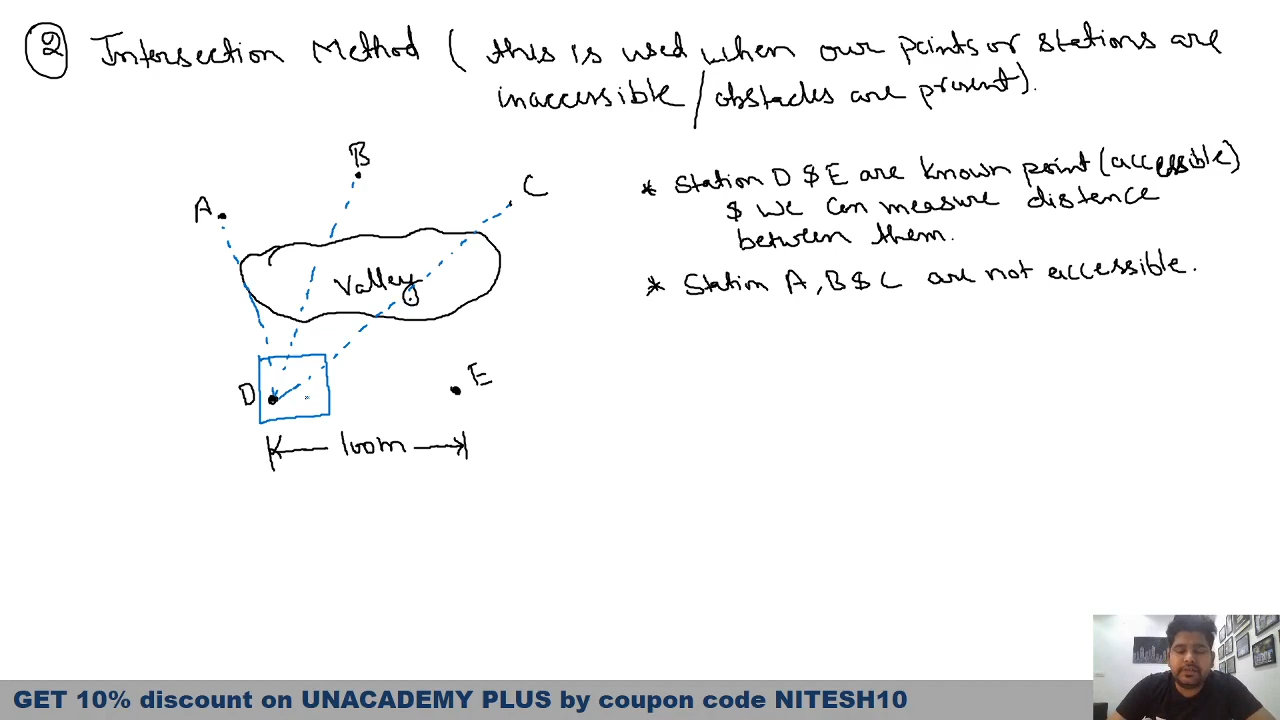 2 Intersection Method ( this is used when our points or stations are
inaccessible / obstacles are present).
B
C
A
* Station D & E are known point (accessible)
& We can measure distance
between them.
* Station A, B & C are not accessible.
Valley
E
D
100m
GET 10% discount on UNACADEMY PLUS by coupon code NITESH10